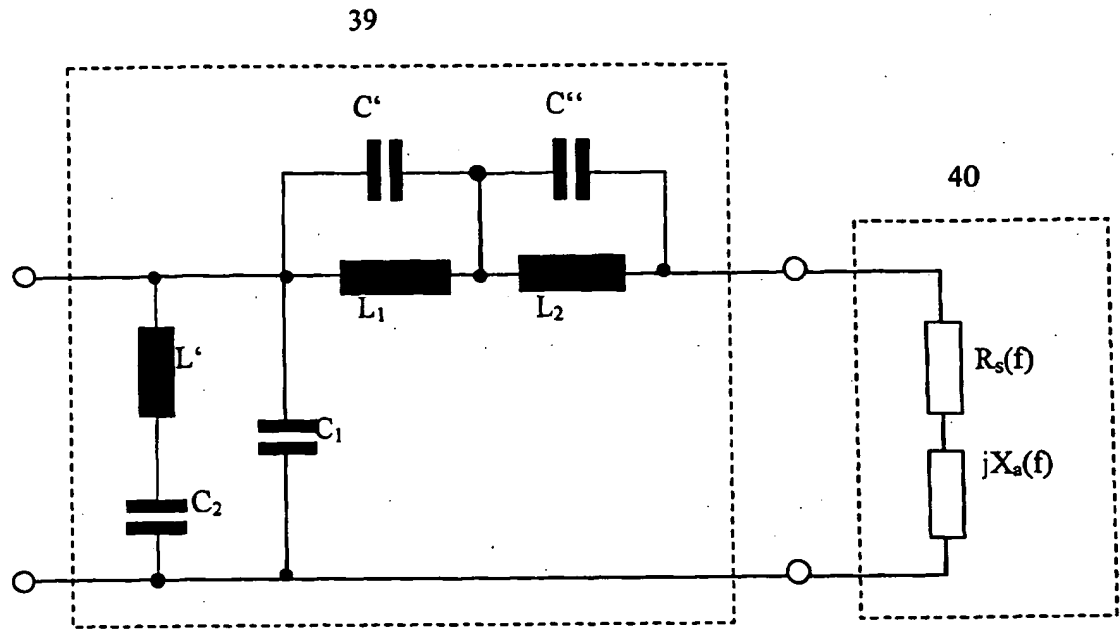 39
C‘ C‘‘
40
L₁ L₂
L‘
Rₛ(f)
C₁
jXₐ(f)
C₂